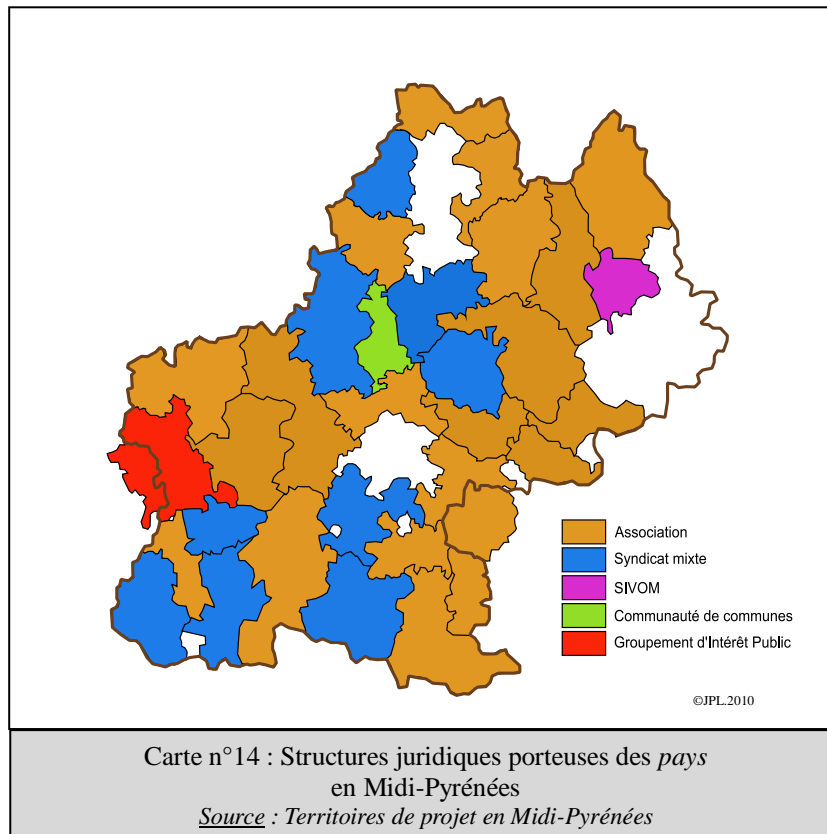 Association
Syndicat mixte
SIVOM
Communauté de communes
Groupement d'Intérêt Public
©JPL.2010
Carte n°14 : Structures juridiques porteuses des pays
en Midi-Pyrénées
Source : Territoires de projet en Midi-Pyrénées